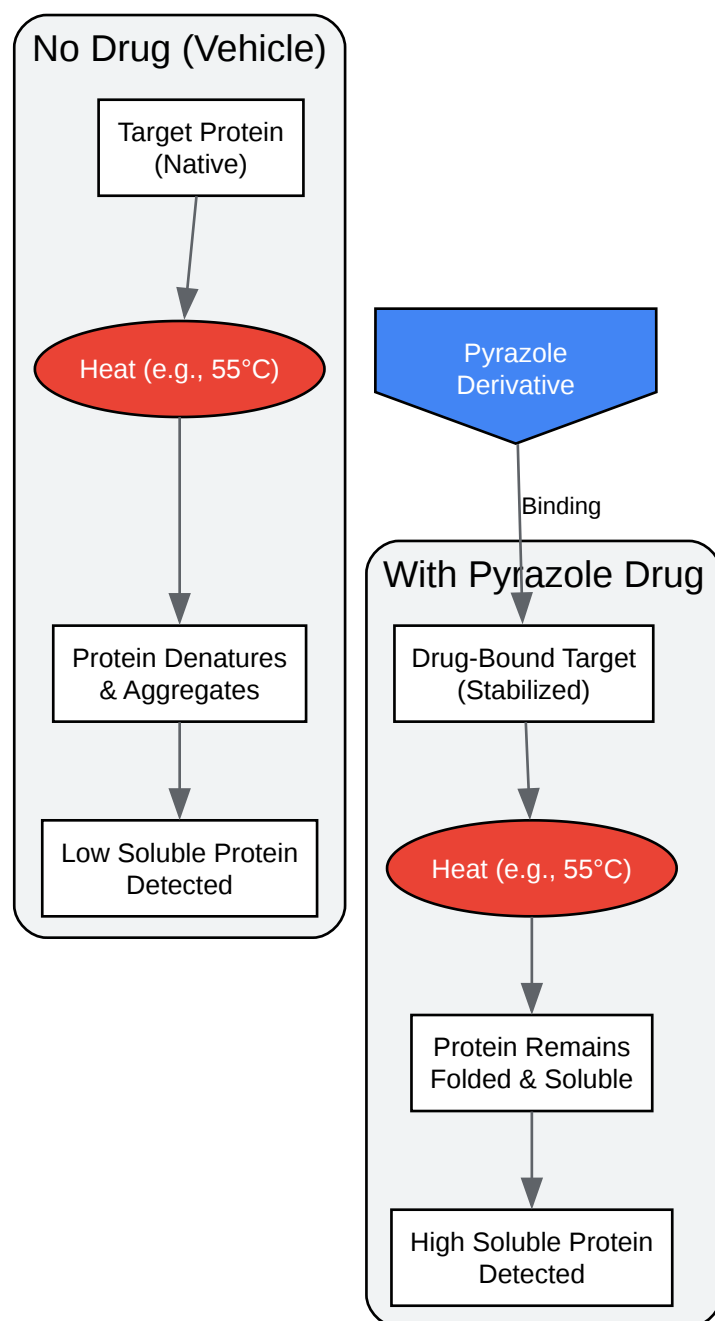 No Drug (Vehicle)
Target Protein
(Native)
Heat (e.g., 55°C)
Protein Denatures
& Aggregates
Low Soluble Protein
Detected
Pyrazole
Derivative
Binding
With Pyrazole Drug
Drug-Bound Target
(Stabilized)
Heat (e.g., 55°C)
Protein Remains
Folded & Soluble
High Soluble Protein
Detected